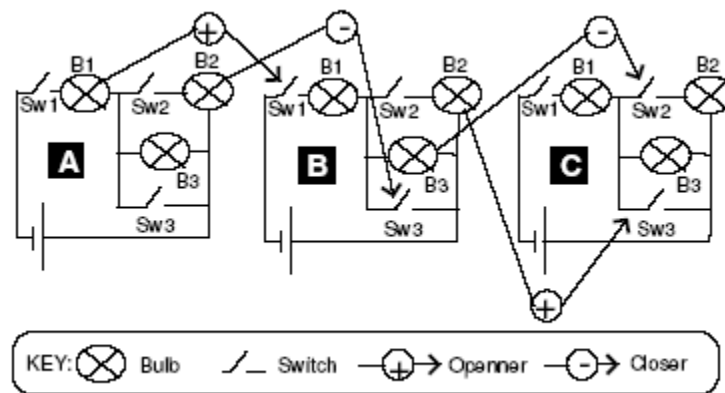 + -
B1 B2 B1 B2 - B1 B2
Sw1 Sw2 Sw1 Sw2 Sw1 Sw2
A B3 B B3 C B3
Sw3 Sw3 Sw3
+
KEY: Bulb Switch + Openner - Closer